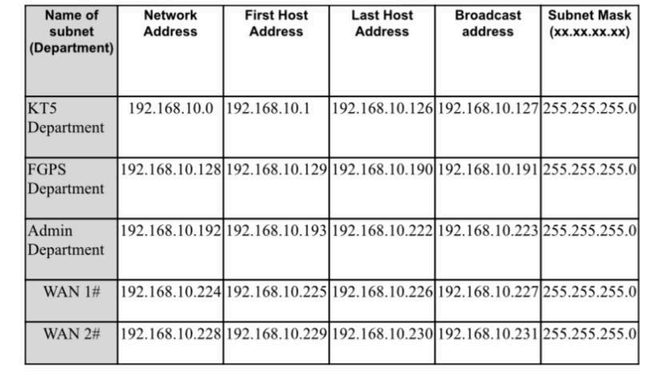 Name of subnet (Department) Network Address First Host Address Last Host Address Broadcast address Subnet Mask (xx.xx.xx.xx)
KT5 Department 192.168.10.0 192.168.10.1 192.168.10.126 192.168.10.127 255.255.255.0
FGPS Department 192.168.10.128 192.168.10.129 192.168.10.190 192.168.10.191 255.255.255.0
Admin Department 192.168.10.192 192.168.10.193 192.168.10.222 192.168.10.223 255.255.255.0
WAN 1# 192.168.10.224 192.168.10.225 192.168.10.226 192.168.10.227 255.255.255.0
WAN 2# 192.168.10.228 192.168.10.229 192.168.10.230 192.168.10.231 255.255.255.0